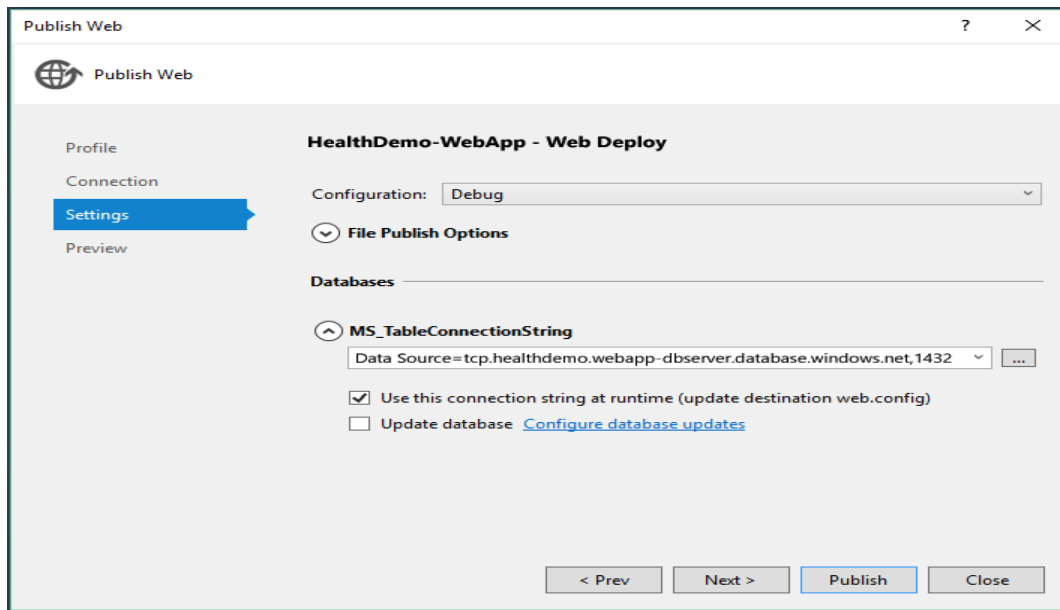 Publish Web
?
Publish Web
Profile
Connection
Settings
Preview
HealthDemo-WebApp - Web Deploy
Configuration: Debug
File Publish Options
Databases
MS_TableConnectionString
Data Source=tcp.healthdemo.webapp-dbserver.database.windows.net,1432
...
Use this connection string at runtime (update destination web.config)
Update database Configure database updates
< Prev Next > Publish Close